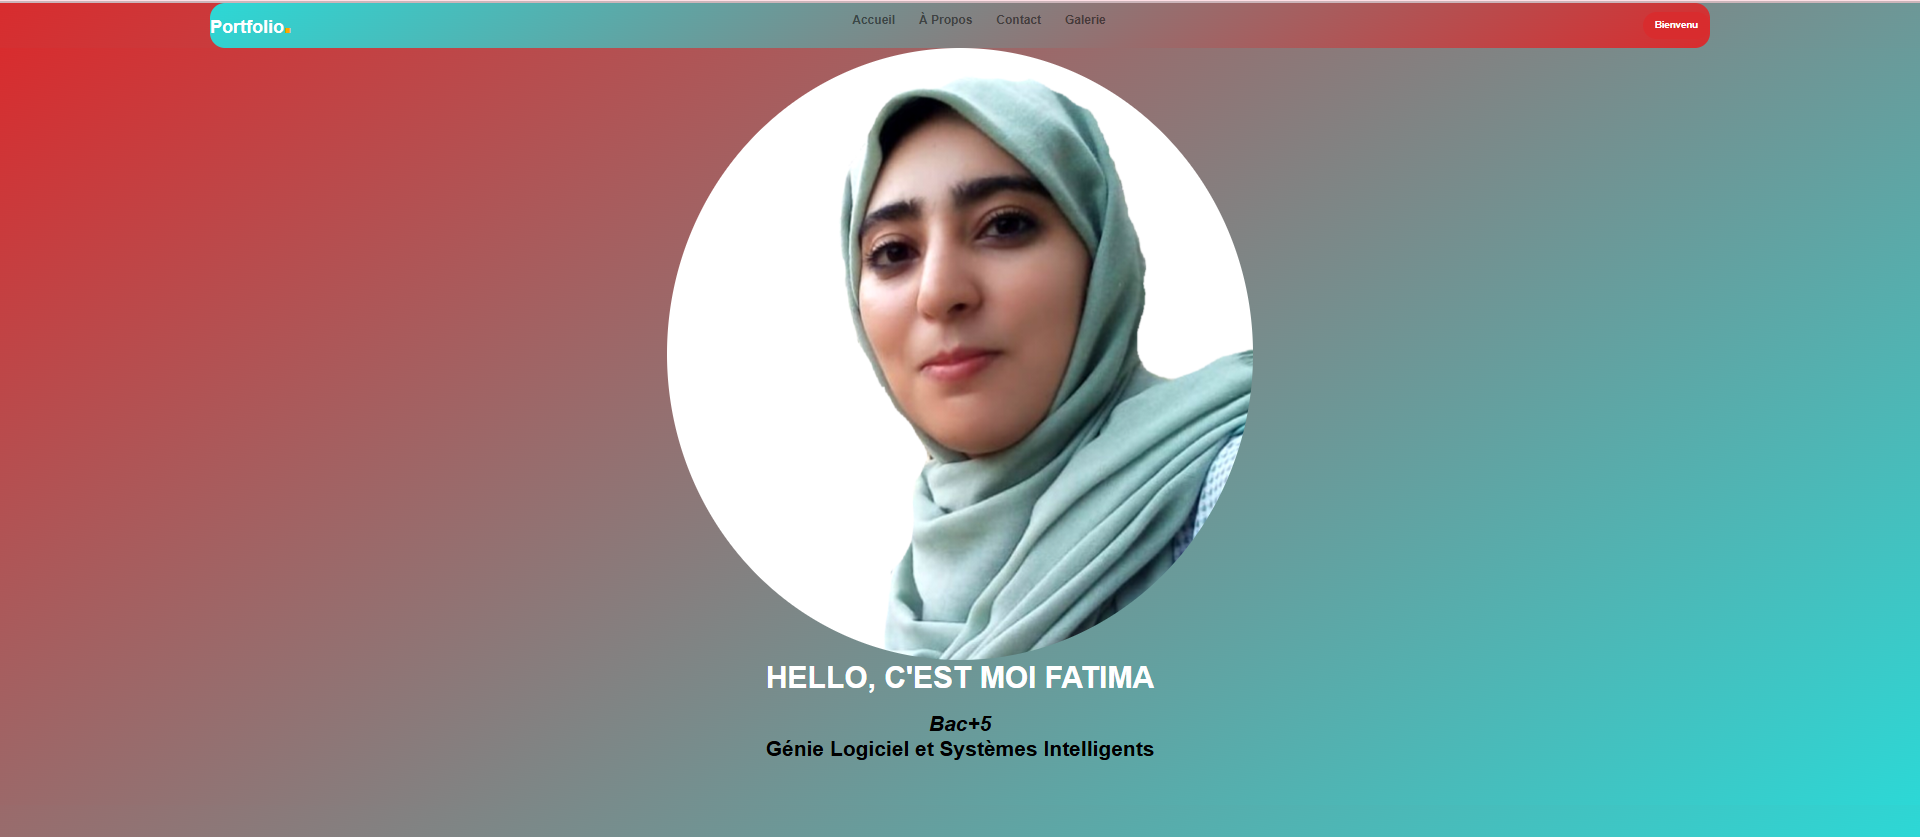 Portfolio.
Accueil À Propos Contact Galerie
Bienvenu
HELLO, C'EST MOI FATIMA
Bac+5
Génie Logiciel et Systèmes Intelligents